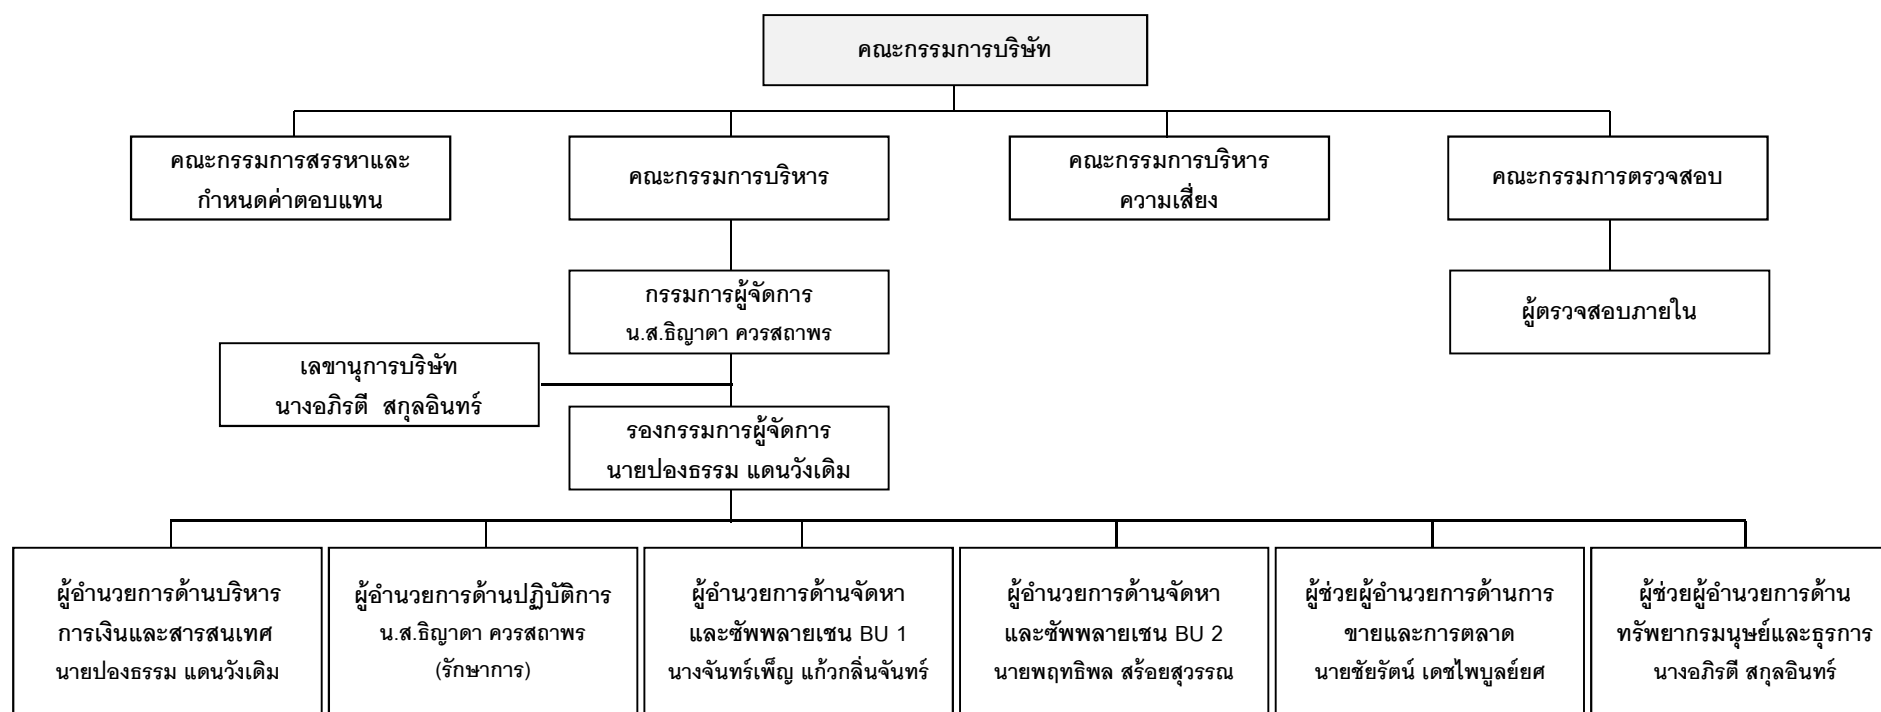 คณะกรรมการบริษัท
คณะกรรมการสรรหาและ
กำหนดค่าตอบแทน
คณะกรรมการบริหาร
คณะกรรมการบริหาร
ความเสี่ยง
คณะกรรมการตรวจสอบ
กรรมการผู้จัดการ
น.ส.ธิญาดา ควรสถาพร
ผู้ตรวจสอบภายใน
เลขานุการบริษัท
นางอภิรตี สกุลอินทร์
รองกรรมการผู้จัดการ
นายปองธรรม แดนวังเดิม
ผู้อำนวยการด้านบริหาร
การเงินและสารสนเทศ
นายปองธรรม แดนวังเดิม
ผู้อำนวยการด้านปฏิบัติการ
น.ส.ธิญาดา ควรสถาพร
(รักษาการ)
ผู้อำนวยการด้านจัดหา
และซัพพลายเชน BU 1
นางจันทร์เพ็ญ แก้วกลิ่นจันทร์
ผู้อำนวยการด้านจัดหา
และซัพพลายเชน BU 2
นายพฤทธิพล สร้อยสุวรรณ
ผู้ช่วยผู้อำนวยการด้านการ
ขายและการตลาด
นายชัยรัตน์ เดชไพบูลย์ยศ
ผู้ช่วยผู้อำนวยการด้าน
ทรัพยากรมนุษย์และธุรการ
นางอภิรตี สกุลอินทร์